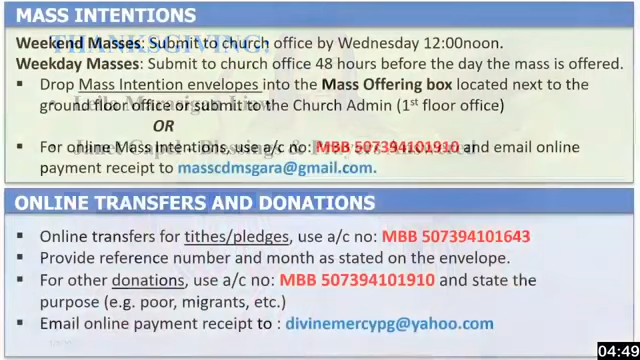 MASS INTENTIONS
THANKSGIVING:
Weekend Masses: Submit to church office by Wednesday 12:00noon.
Weekday Masses: Submit to church office 48 hours before the day the mass is offered.
▪ Drop Mass Intention envelopes into the Mass Offering box located next to the
ground floor office or submit to the Church Admin (1st floor office)
OR
▪ For online Mass Intentions, use a/c no: MBB 507394101910 and email online
payment receipt to masscdmsgara@gmail.com.
ONLINE TRANSFERS AND DONATIONS
▪ Online transfers for tithes/pledges, use a/c no: MBB 507394101643
▪ Provide reference number and month as stated on the envelope.
▪ For other donations, use a/c no: MBB 507394101910 and state the
purpose (e.g. poor, migrants, etc.)
▪ Email online payment receipt to : divinemercypg@yahoo.com
04:49